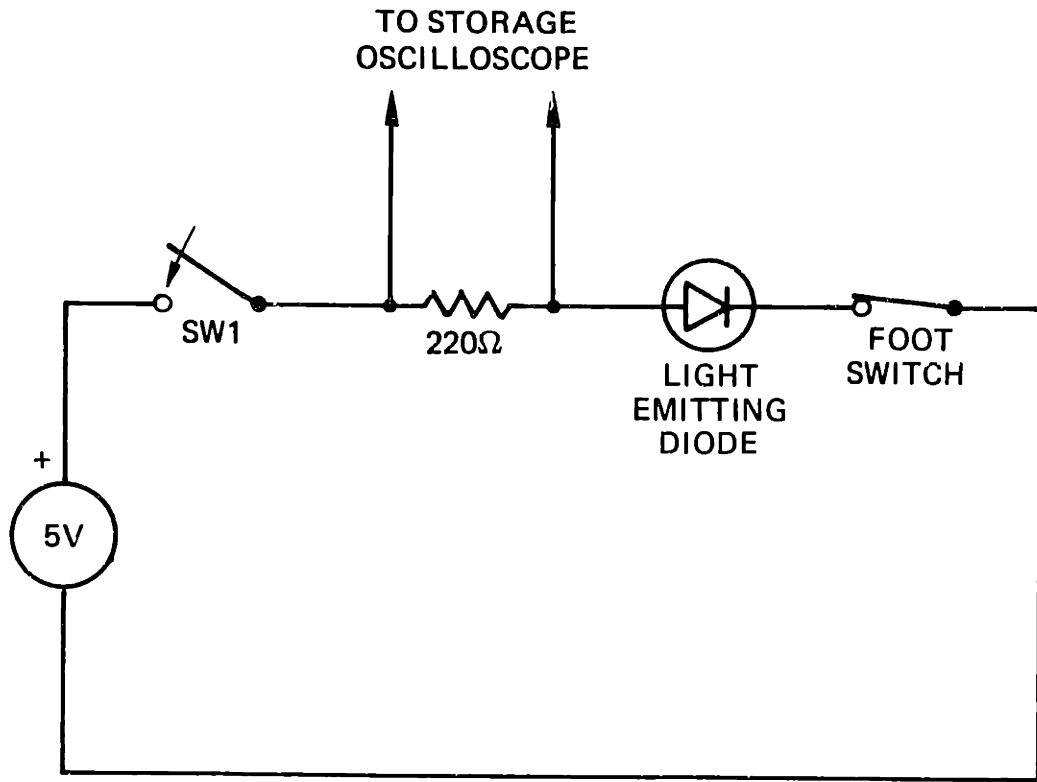 TO STORAGE
OSCILLOSCOPE
SW1
220Ω
LIGHT
EMITTING
DIODE
FOOT
SWITCH
+
5V